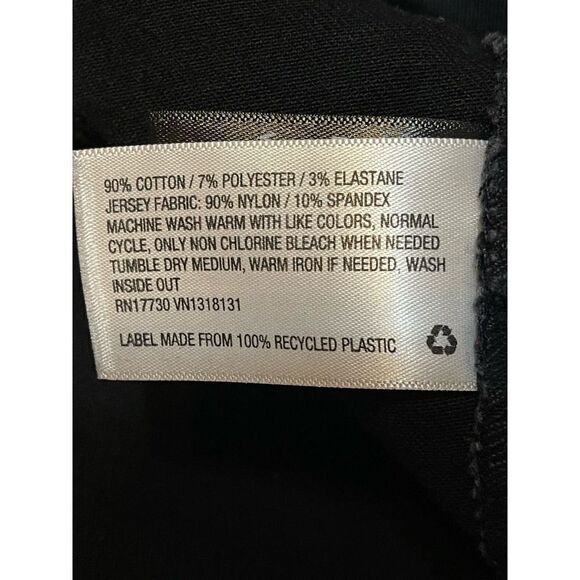 90% COTTON / 7% POLYESTER / 3% ELASTANE
JERSEY FABRIC: 90% NYLON / 10% SPANDEX
MACHINE WASH WARM WITH LIKE COLORS, NORMAL
CYCLE, ONLY NON CHLORINE BLEACH WHEN NEEDED
TUMBLE DRY MEDIUM, WARM IRON IF NEEDED, WASH
INSIDE OUT
RN17730 VN1318131
LABEL MADE FROM 100% RECYCLED PLASTIC